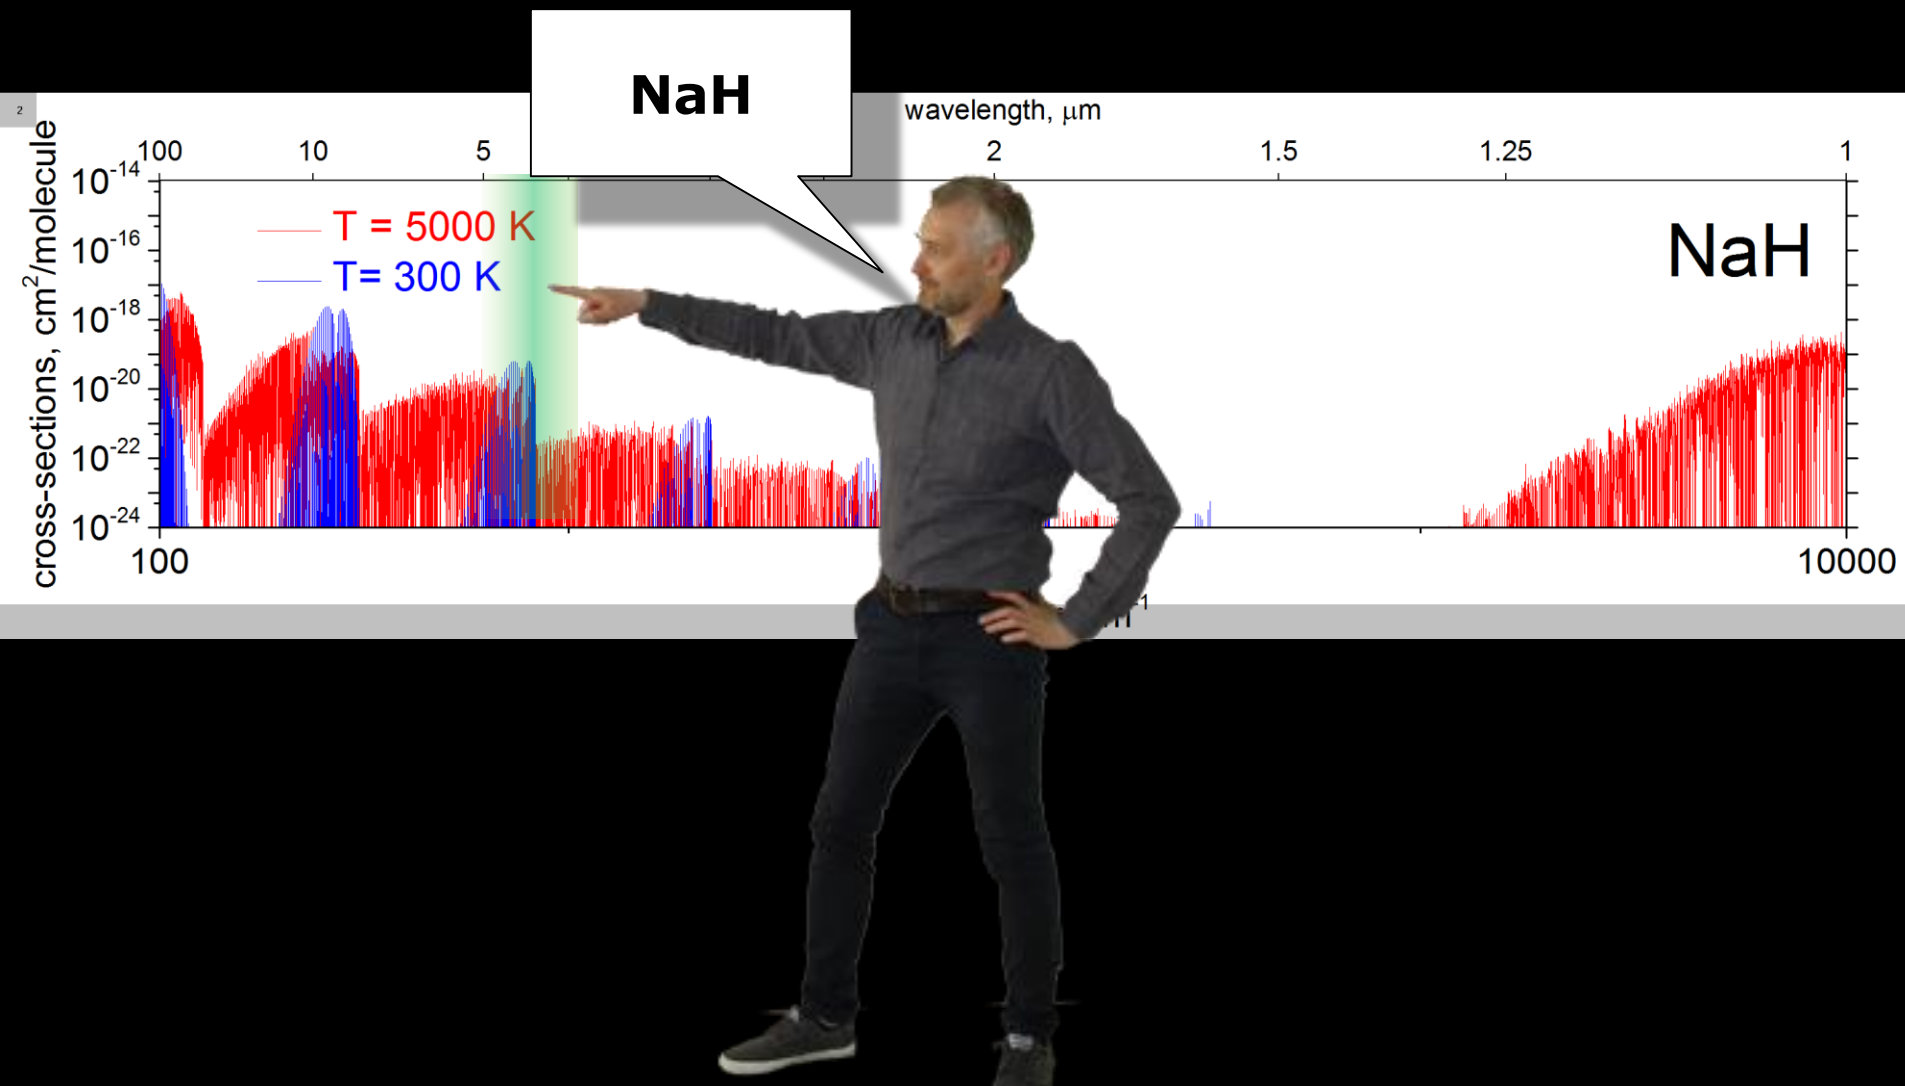 NaH
2
wavelength, μm
100 10 5 2 1.5 1.25 1
cross-sections, cm²/molecule
10⁻¹⁴
10⁻¹⁶
10⁻¹⁸
10⁻²⁰
10⁻²²
10⁻²⁴
T = 5000 K
T= 300 K
NaH
100 10000